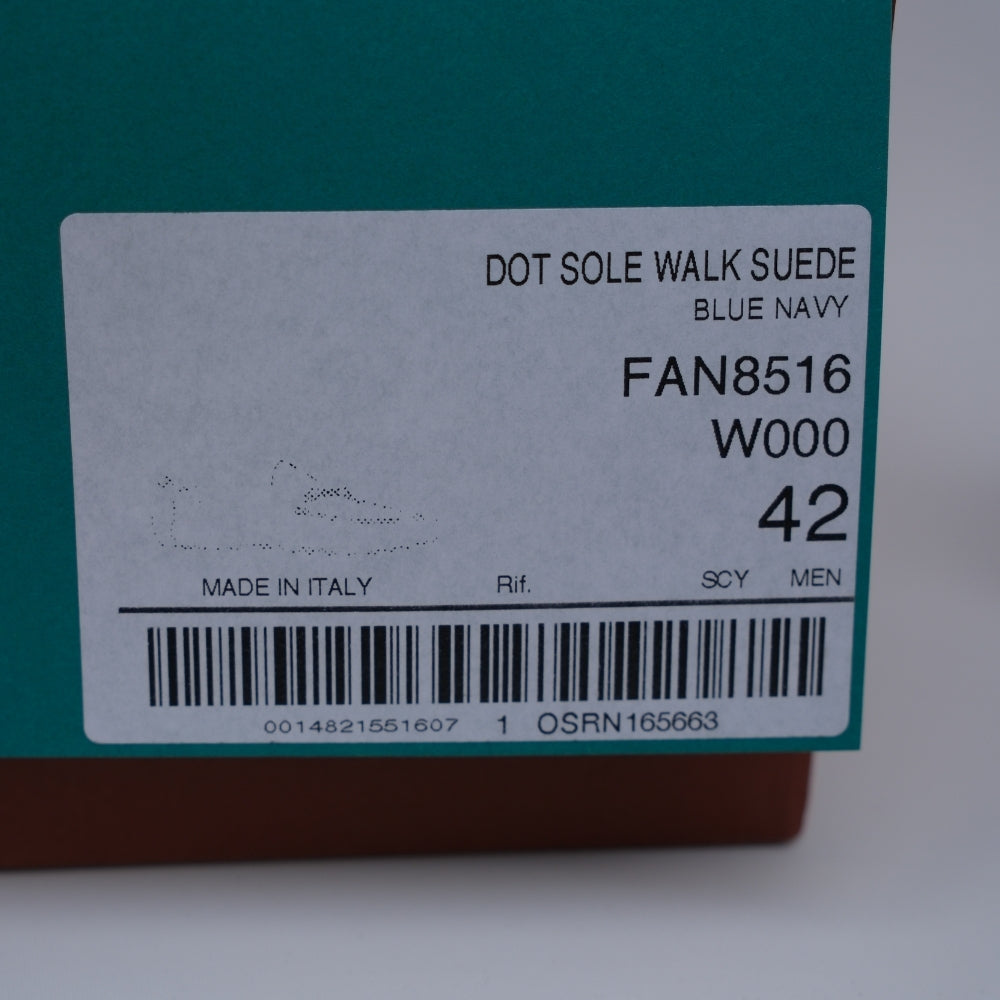 DOT SOLE WALK SUEDE
BLUE NAVY
FAN8516
W000
42
MADE IN ITALY Rif. SCY MEN
0014821551607 1 OSRN165663